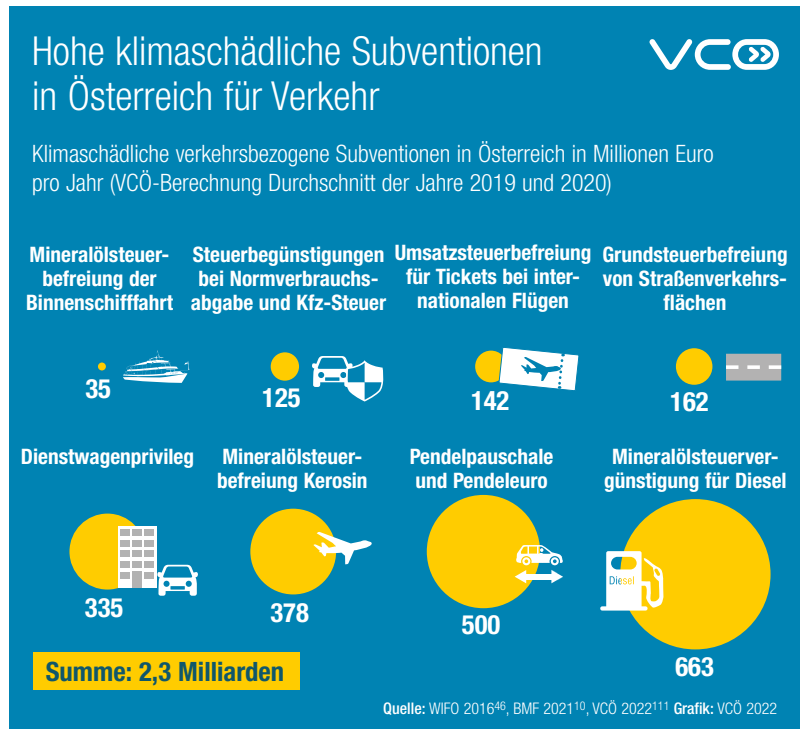 Hohe klimaschädliche Subventionen
in Österreich für Verkehr
VCÖ
Klimaschädliche verkehrsbezogene Subventionen in Österreich in Millionen Euro
pro Jahr (VCÖ-Berechnung Durchschnitt der Jahre 2019 und 2020)
Mineralölsteuer-
befreiung der
Binnenschifffahrt
35
Steuerbegünstigungen
bei Normverbrauchs-
abgabe und Kfz-Steuer
125
Umsatzsteuerbefreiung
für Tickets bei inter-
nationalen Flügen
142
Grundsteuerbefreiung
von Straßenverkehrs-
flächen
162
Dienstwagenprivileg
335
Mineralölsteuer-
befreiung Kerosin
378
Pendelpauschale
und Pendeleuro
500
Mineralölsteuerver-
günstigung für Diesel
Diesel
663
Summe: 2,3 Milliarden
Quelle: WIFO 2016⁴⁶, BMF 2021¹⁰, VCÖ 2022¹¹¹ Grafik: VCÖ 2022